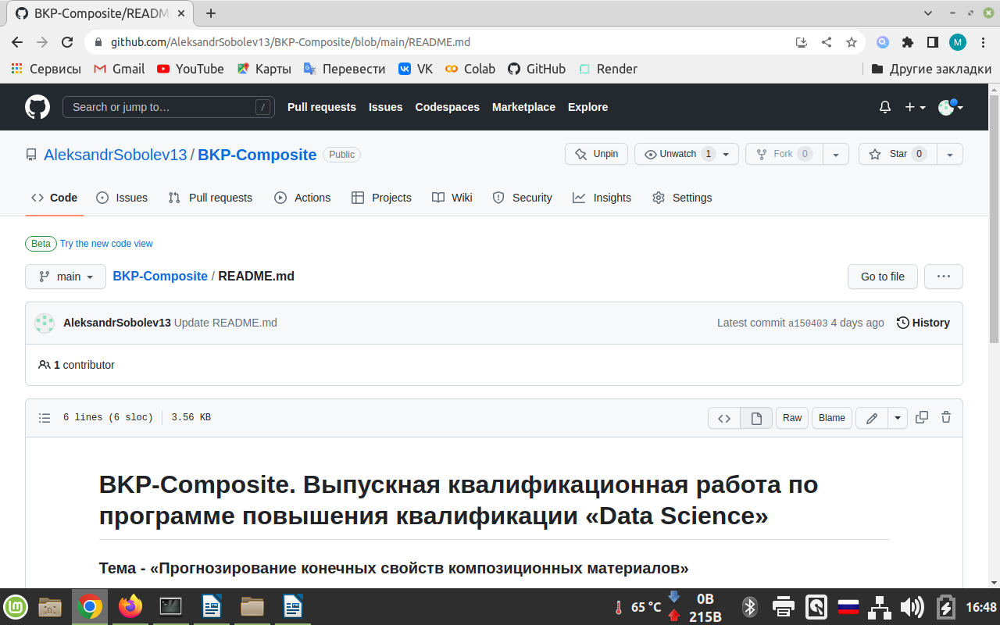 BKP-Composite/READM
github.com/AleksandrSobolev13/BKP-Composite/blob/main/README.md
M
Сервисы Gmail YouTube Карты Перевести VK Colab GitHub Render Другие закладки
Search or jump to… / Pull requests Issues Codespaces Marketplace Explore
AleksandrSobolev13 / BKP-Composite Public Unpin Unwatch 1 Fork 0 Star 0
Code Issues Pull requests Actions Projects Wiki Security Insights Settings
Beta Try the new code view
main BKP-Composite / README.md Go to file
AleksandrSobolev13 Update README.md Latest commit a150403 4 days ago History
1 contributor
6 lines (6 sloc) 3.56 KB Raw Blame
BKP-Composite. Выпускная квалификационная работа по
программе повышения квалификации «Data Science»
Тема - «Прогнозирование конечных свойств композиционных материалов»
65 °C 0B 16:48
215B